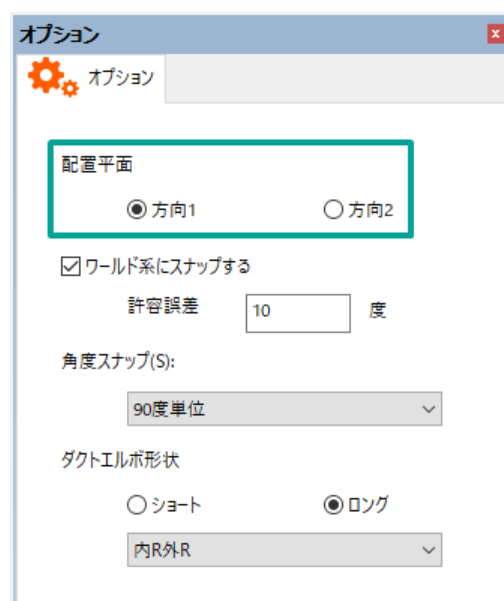 オプション
オプション
配置平面
方向1 方向2
ワールド系にスナップする
許容誤差 10 度
角度スナップ(S):
90度単位
ダクトエルボ形状
ショート ロング
内R外R